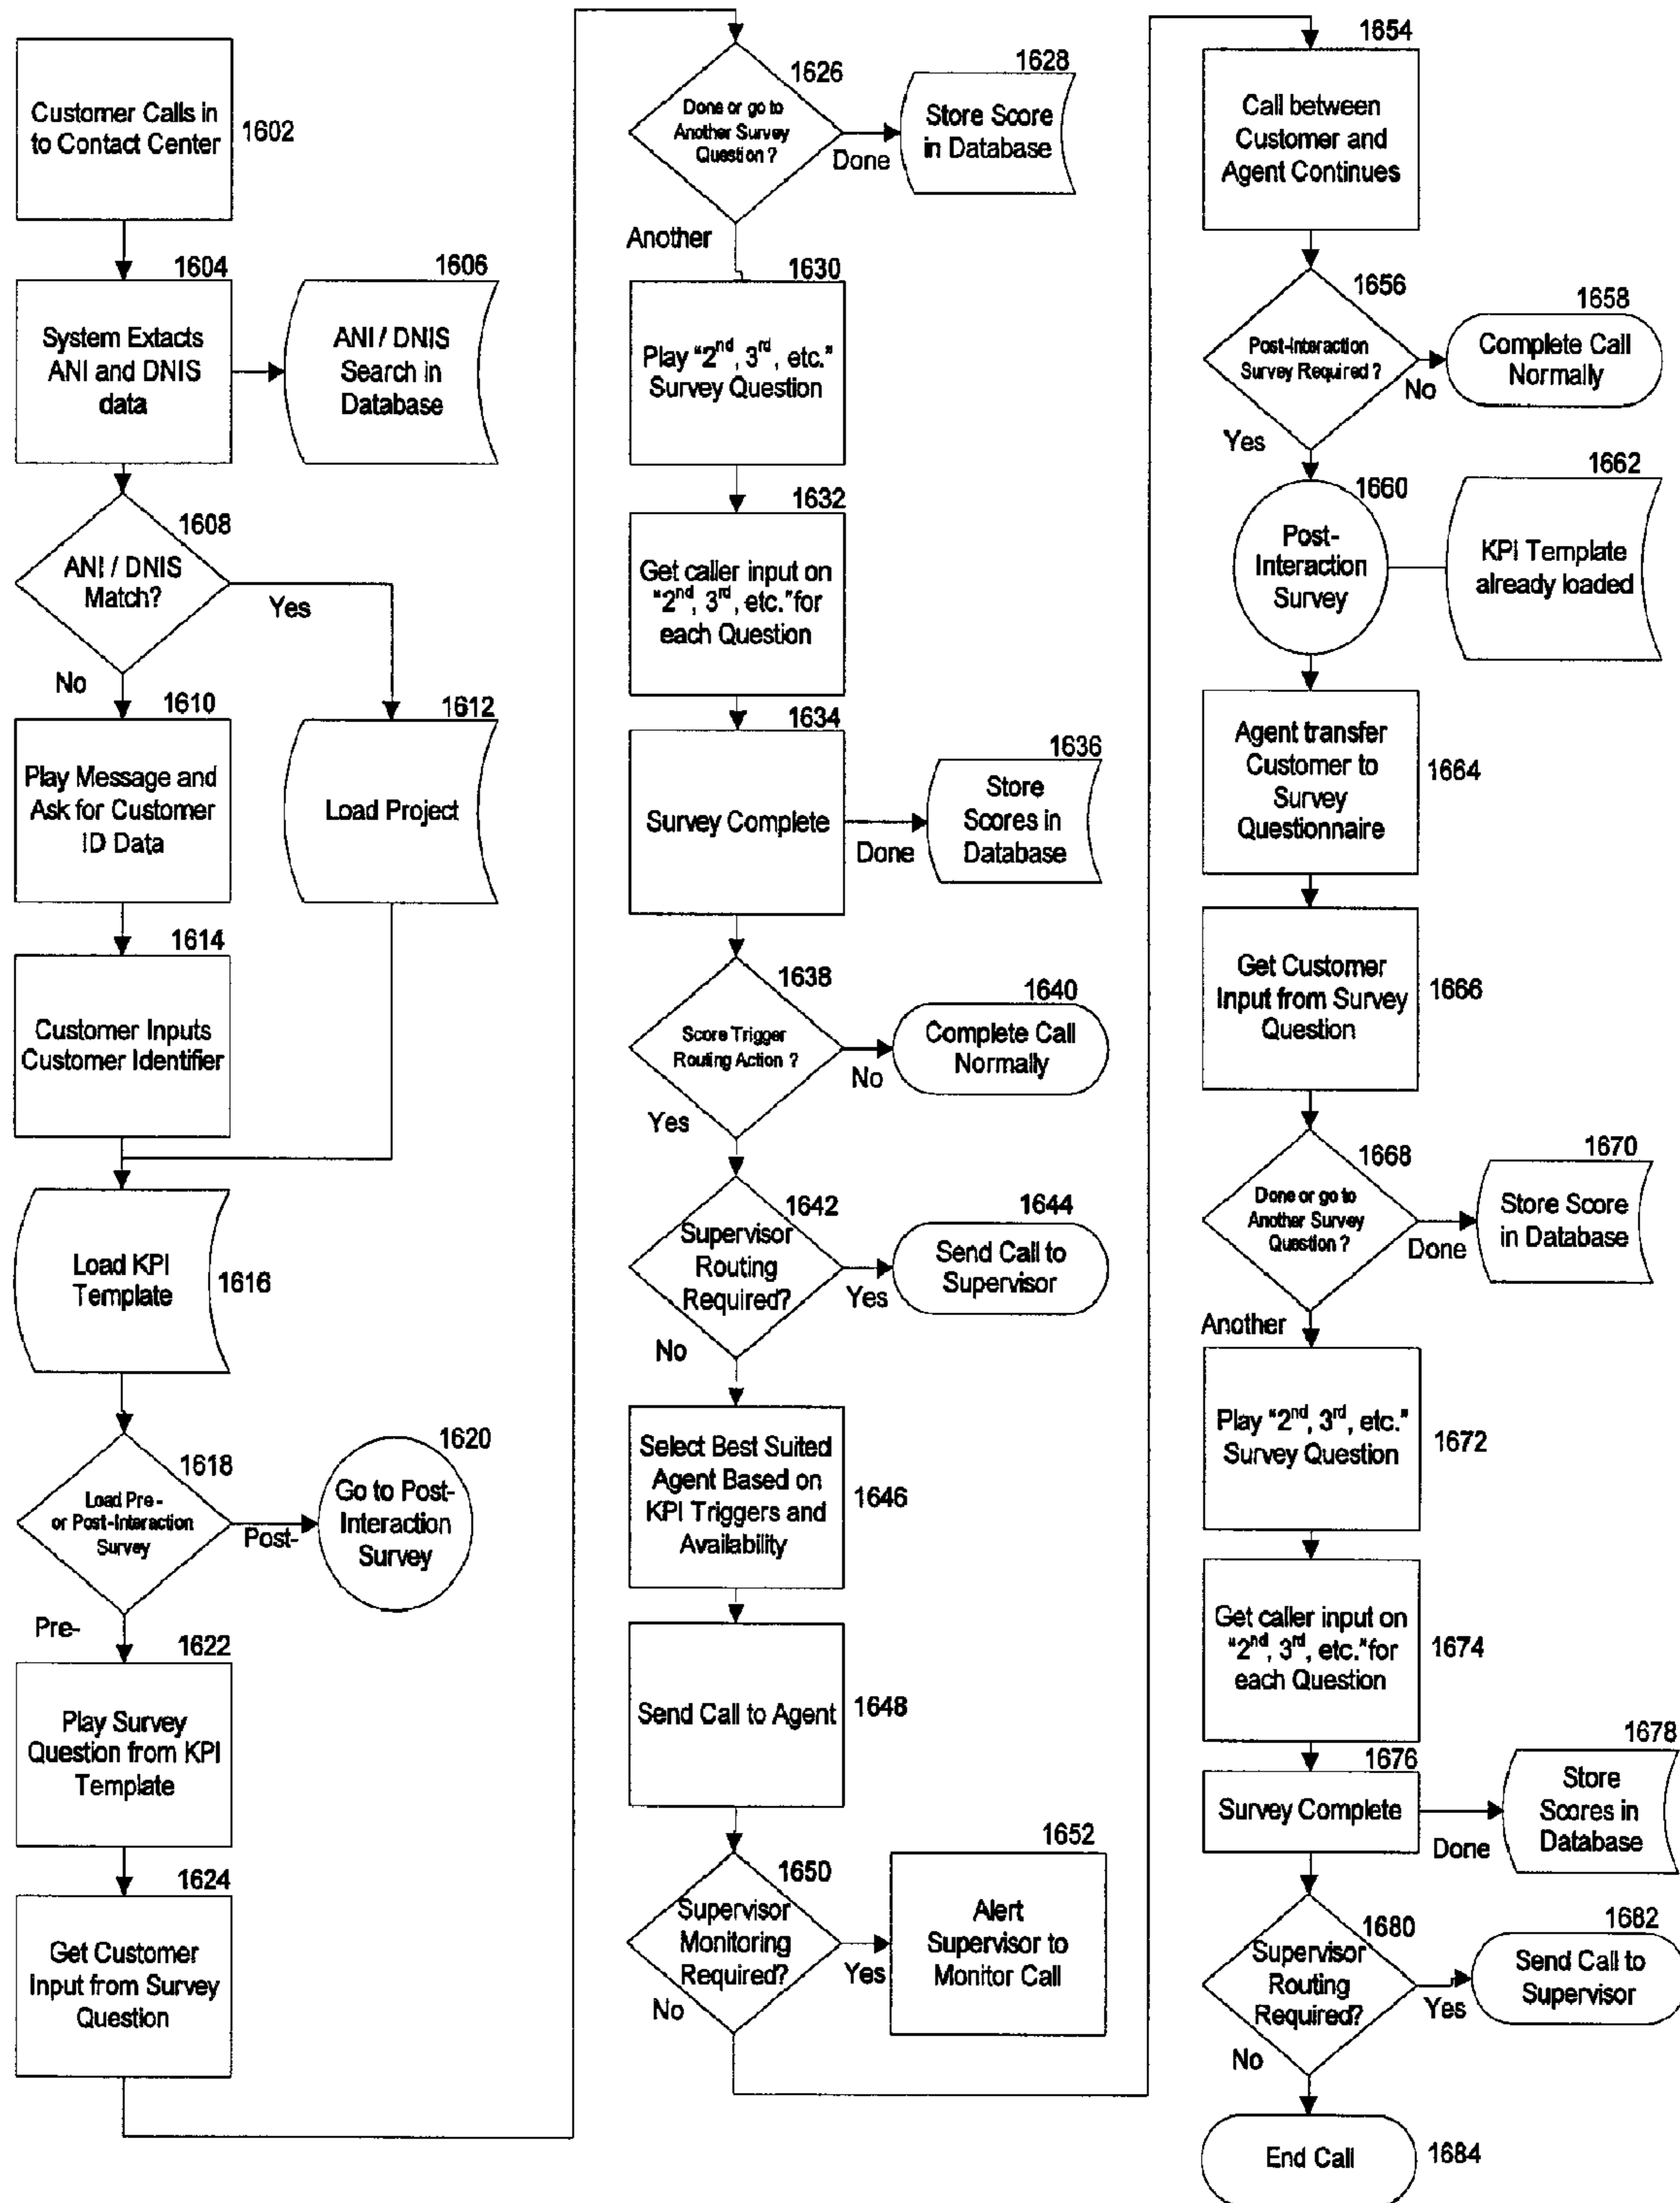 Customer Calls in
to Contact Center
1602
1604
System Extacts
ANI and DNIS
data
1606
ANI / DNIS
Search in
Database
1608
ANI / DNIS
Match?
Yes
No
1610
Play Message and
Ask for Customer
ID Data
1612
Load Project
1614
Customer Inputs
Customer Identifier
Load KPI
Template
1616
1618
Load Pre -
or Post-Interaction
Survey
Post-
1620
Go to Post-
Interaction
Survey
Pre-
1622
Play Survey
Question from KPI
Template
1624
Get Customer
Input from Survey
Question
1626
Done or go to
Another Survey
Question ?
Done
1628
Store Score
in Database
Another
1630
Play "2nd, 3rd, etc."
Survey Question
1632
Get caller input on
"2nd, 3rd, etc."for
each Question
1634
Survey Complete
Done
1636
Store
Scores in
Database
1638
Score Trigger
Routing Action ?
No
1640
Complete Call
Normally
Yes
1642
Supervisor
Routing
Required?
Yes
1644
Send Call to
Supervisor
No
Select Best Suited
Agent Based on
KPI Triggers and
Availability
1646
Send Call to Agent
1648
1650
Supervisor
Monitoring
Required?
Yes
1652
Alert
Supervisor to
Monitor Call
No
1654
Call between
Customer and
Agent Continues
1656
Post-Interaction
Survey Required ?
No
1658
Complete Call
Normally
Yes
1660
Post-
Interaction
Survey
1662
KPI Template
already loaded
Agent transfer
Customer to
Survey
Questionnaire
1664
Get Customer
Input from Survey
Question
1666
1668
Done or go to
Another Survey
Question ?
Done
1670
Store Score
in Database
Another
Play "2nd, 3rd, etc."
Survey Question
1672
Get caller input on
"2nd, 3rd, etc."for
each Question
1674
1676
Survey Complete
Done
1678
Store
Scores in
Database
1680
Supervisor
Routing
Required?
Yes
1682
Send Call to
Supervisor
No
End Call
1684